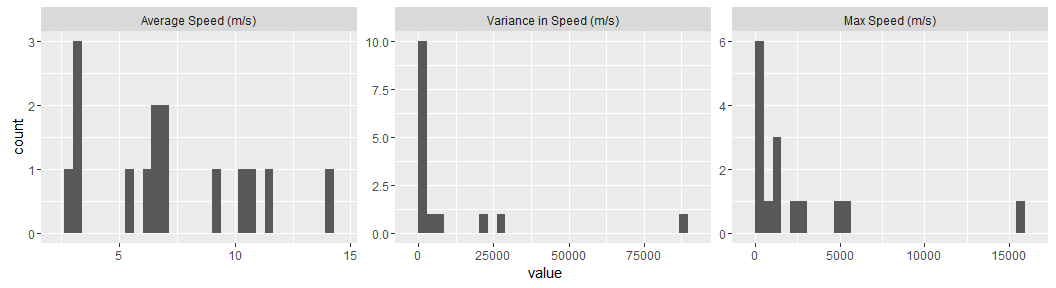 Average Speed (m/s) Variance in Speed (m/s) Max Speed (m/s)
count
3
2
1
0
5 10 15
10.0
7.5
5.0
2.5
0.0
0 25000 50000 75000
6
4
2
0
0 5000 10000 15000
value